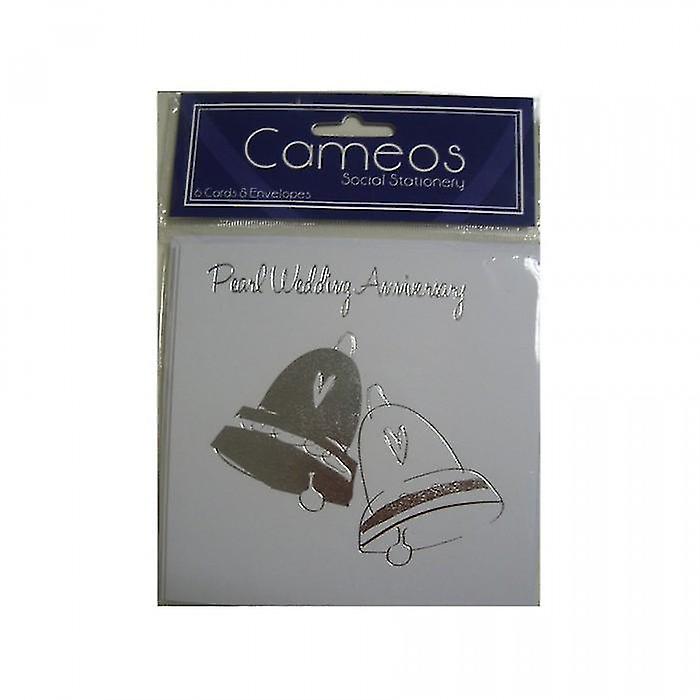 Cameos
Social Stationery
6 Cards & Envelopes
Pearl Wedding Anniversary